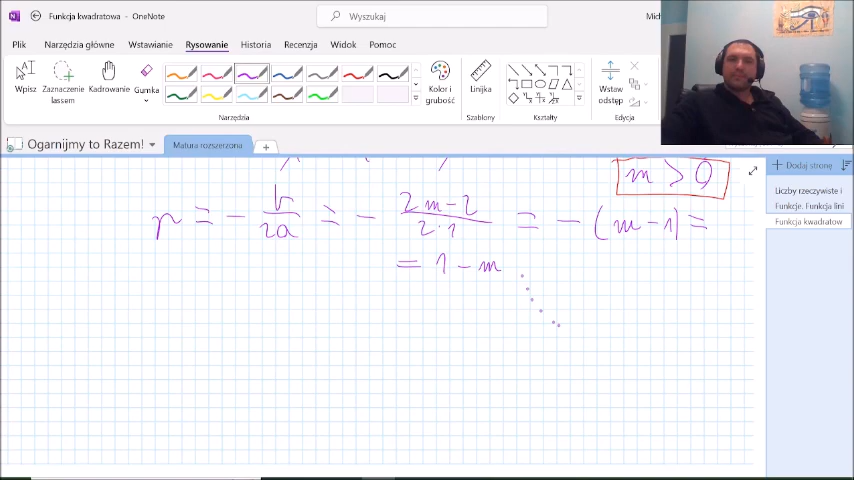 Funkcja kwadratowa - OneNote
Wyszukaj
Mich
Plik Narzędzia główne Wstawianie Rysowanie Historia Recenzja Widok Pomoc
Wpisz
Zaznaczenie lassem
Kadrowanie
Gumka
Kolor i grubość
Linijka
Wstaw odstęp
Narzędzia
Szablony
Kształty
Edycja
Ogarnijmy to Razem!
Matura rozszerzona
Dodaj stronę
Liczby rzeczywiste i
Funkcje. Funkcja lini
Funkcja kwadratow
m > 0
p = - b/2a = - (2m-2)/(2·1) = - (m-1) =
= 1 - m